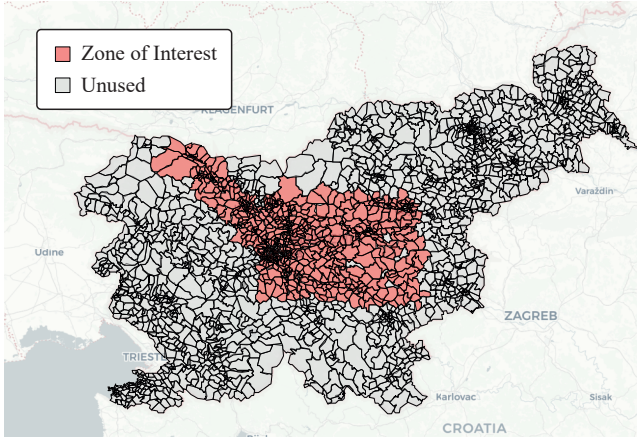 Zone of Interest
Unused
KLAGENFURT
Varaždin
Udine
ZAGREB
TRIESTE
Karlovac
Sisak
CROATIA